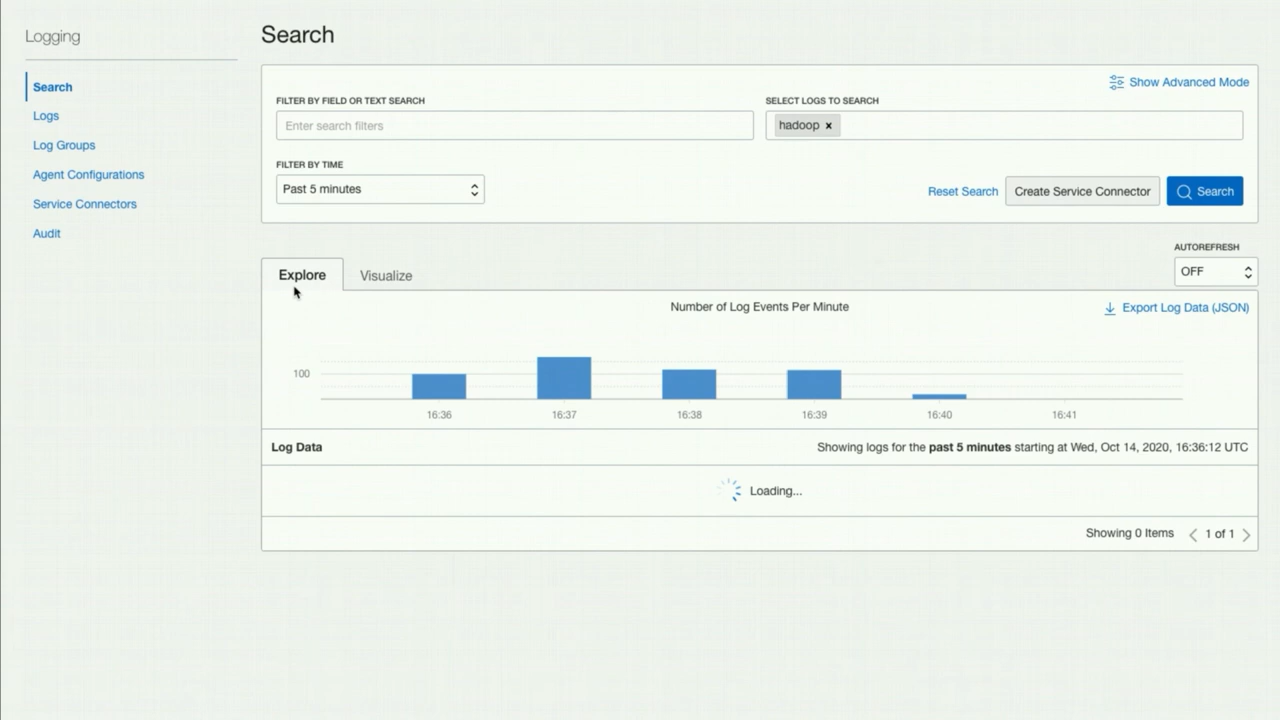 Logging
Search
Logs
Log Groups
Agent Configurations
Service Connectors
Audit
Search
Show Advanced Mode
FILTER BY FIELD OR TEXT SEARCH
SELECT LOGS TO SEARCH
Enter search filters
hadoop ×
FILTER BY TIME
Past 5 minutes
Reset Search
Create Service Connector
Search
AUTOREFRESH
OFF
Explore
Visualize
Number of Log Events Per Minute
Export Log Data (JSON)
100
16:36 16:37 16:38 16:39 16:40 16:41
Log Data
Showing logs for the past 5 minutes starting at Wed, Oct 14, 2020, 16:36:12 UTC
Loading...
Showing 0 Items < 1 of 1 >